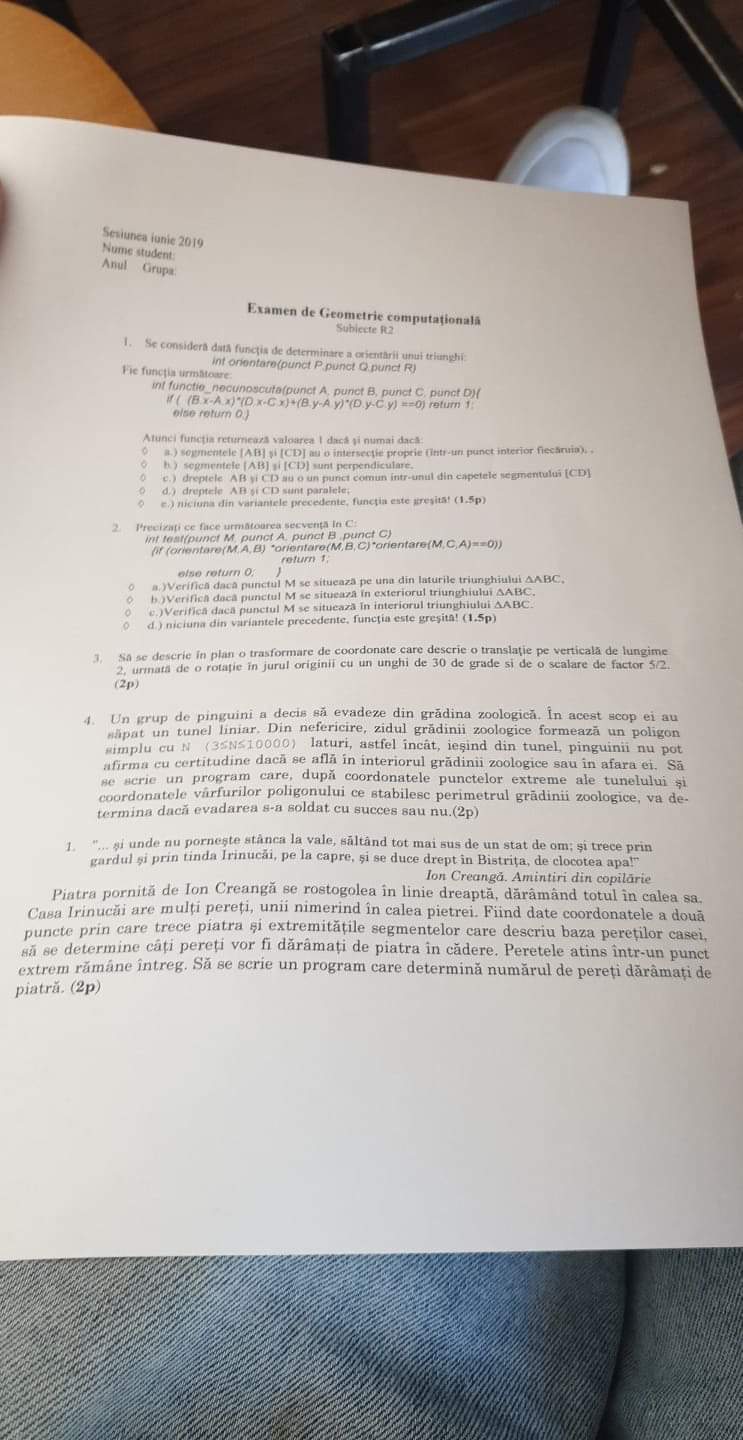 Sesiunea iunie 2019
Nume student:
Anul Grupa:
Examen de Geometrie computațională
Subiecte R2
1. Se consideră dată funcția de determinare a orientării unui triunghi:
int orientare(punct P,punct Q,punct R)
Fie funcția următoare:
int functie_necunoscuta(punct A, punct B, punct C, punct D){
if ( (B.x-A.x)*(D.x-C.x)+(B.y-A.y)*(D.y-C.y) ==0) return 1;
else return 0;}
Atunci funcția returnează valoarea 1 dacă și numai dacă:
◊ a.) segmentele [AB] și [CD] au o intersecție proprie (într-un punct interior fiecăruia), .
◊ b.) segmentele [AB] și [CD] sunt perpendiculare,
◊ c.) dreptele AB și CD au o un punct comun intr-unul din capetele segmentului [CD]
◊ d.) dreptele AB și CD sunt paralele;
◊ e.) niciuna din variantele precedente, funcția este greșită! (1.5p)
2. Precizați ce face următoarea secvență în C:
int test(punct M, punct A, punct B ,punct C)
{if (orientare(M,A,B) *orientare(M,B,C)*orientare(M,C,A)==0))
return 1;
else return 0; }
◊ a.)Verifică dacă punctul M se situează pe una din laturile triunghiului ΔABC,
◊ b.)Verifică dacă punctul M se situează în exteriorul triunghiului ΔABC,
◊ c.)Verifică dacă punctul M se situează în interiorul triunghiului ΔABC.
◊ d.) niciuna din variantele precedente, funcția este greșită! (1.5p)
3. Să se descrie în plan o trasformare de coordonate care descrie o translație pe verticală de lungime
2, urmată de o rotație în jurul originii cu un unghi de 30 de grade si de o scalare de factor 5/2.
(2p)
4. Un grup de pinguini a decis să evadeze din grădina zoologică. În acest scop ei au
săpat un tunel liniar. Din nefericire, zidul grădinii zoologice formează un poligon
simplu cu N (3≤N≤10000) laturi, astfel încât, ieșind din tunel, pinguinii nu pot
afirma cu certitudine dacă se află în interiorul grădinii zoologice sau în afara ei. Să
se scrie un program care, după coordonatele punctelor extreme ale tunelului și
coordonatele vârfurilor poligonului ce stabilesc perimetrul grădinii zoologice, va de-
termina dacă evadarea s-a soldat cu succes sau nu.(2p)
1. "... și unde nu pornește stânca la vale, săltând tot mai sus de un stat de om; și trece prin
gardul și prin tinda Irinucăi, pe la capre, și se duce drept în Bistrița, de clocotea apa!"
Ion Creangă. Amintiri din copilărie
Piatra pornită de Ion Creangă se rostogolea în linie dreaptă, dărâmând totul în calea sa.
Casa Irinucăi are mulți pereți, unii nimerind în calea pietrei. Fiind date coordonatele a două
puncte prin care trece piatra și extremitățile segmentelor care descriu baza pereților casei,
să se determine câți pereți vor fi dărâmați de piatra în cădere. Peretele atins într-un punct
extrem rămâne întreg. Să se scrie un program care determină numărul de pereți dărâmați de
piatră. (2p)